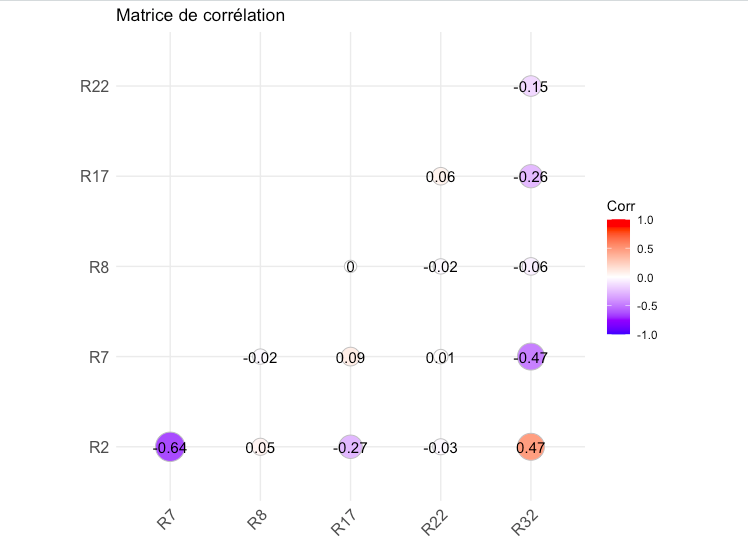 Matrice de corrélation
R22
-0.15
R17
0.06
-0.26
R8
0
-0.02
-0.06
R7
-0.02
0.09
0.01
-0.47
R2
-0.64
0.05
-0.27
-0.03
0.47
R7
R8
R17
R22
R32
Corr
1.0
0.5
0.0
-0.5
-1.0